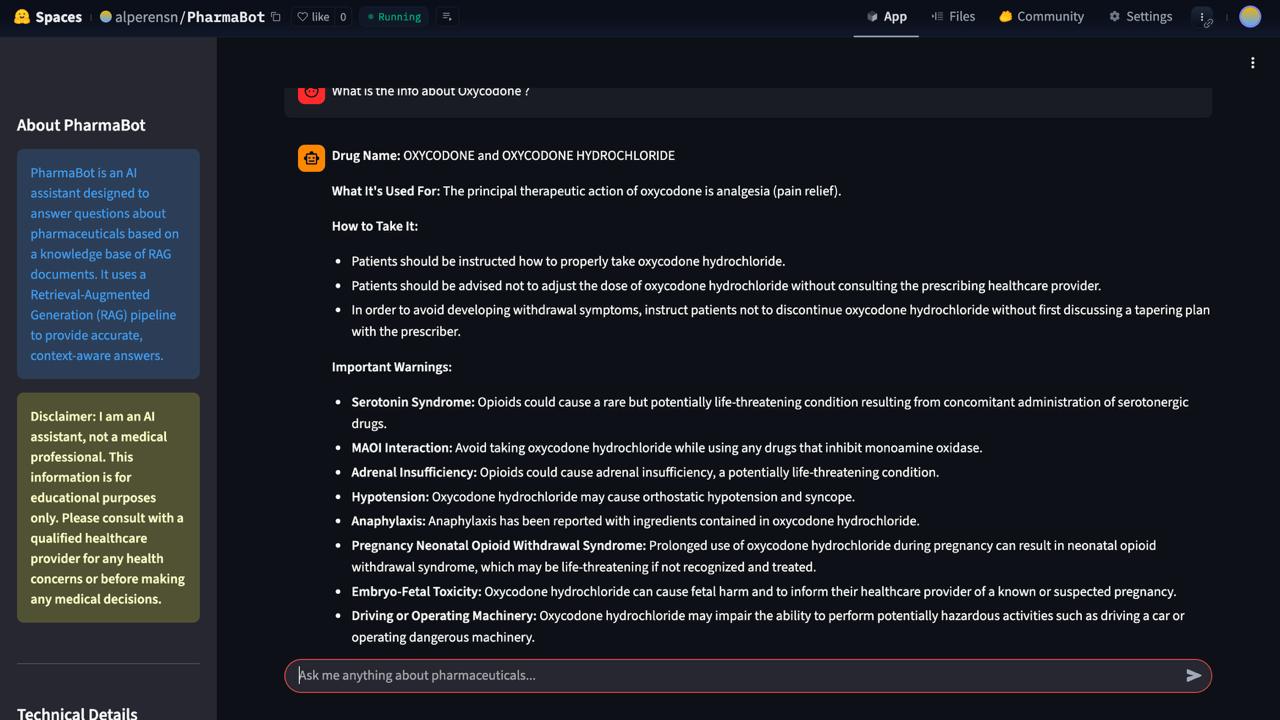 Spaces
alperensn/PharmaBot
like 0
Running
App
Files
Community
Settings
About PharmaBot
PharmaBot is an AI
assistant designed to
answer questions about
pharmaceuticals based on
a knowledge base of RAG
documents. It uses a
Retrieval-Augmented
Generation (RAG) pipeline
to provide accurate,
context-aware answers.
Disclaimer: I am an AI
assistant, not a medical
professional. This
information is for
educational purposes
only. Please consult with a
qualified healthcare
provider for any health
concerns or before making
any medical decisions.
Technical Details
What is the info about Oxycodone ?
Drug Name: OXYCODONE and OXYCODONE HYDROCHLORIDE
What It's Used For: The principal therapeutic action of oxycodone is analgesia (pain relief).
How to Take It:
• Patients should be instructed how to properly take oxycodone hydrochloride.
• Patients should be advised not to adjust the dose of oxycodone hydrochloride without consulting the prescribing healthcare provider.
• In order to avoid developing withdrawal symptoms, instruct patients not to discontinue oxycodone hydrochloride without first discussing a tapering plan
with the prescriber.
Important Warnings:
• Serotonin Syndrome: Opioids could cause a rare but potentially life-threatening condition resulting from concomitant administration of serotonergic
drugs.
• MAOI Interaction: Avoid taking oxycodone hydrochloride while using any drugs that inhibit monoamine oxidase.
• Adrenal Insufficiency: Opioids could cause adrenal insufficiency, a potentially life-threatening condition.
• Hypotension: Oxycodone hydrochloride may cause orthostatic hypotension and syncope.
• Anaphylaxis: Anaphylaxis has been reported with ingredients contained in oxycodone hydrochloride.
• Pregnancy Neonatal Opioid Withdrawal Syndrome: Prolonged use of oxycodone hydrochloride during pregnancy can result in neonatal opioid
withdrawal syndrome, which may be life-threatening if not recognized and treated.
• Embryo-Fetal Toxicity: Oxycodone hydrochloride can cause fetal harm and to inform their healthcare provider of a known or suspected pregnancy.
• Driving or Operating Machinery: Oxycodone hydrochloride may impair the ability to perform potentially hazardous activities such as driving a car or
operating dangerous machinery.
Ask me anything about pharmaceuticals...